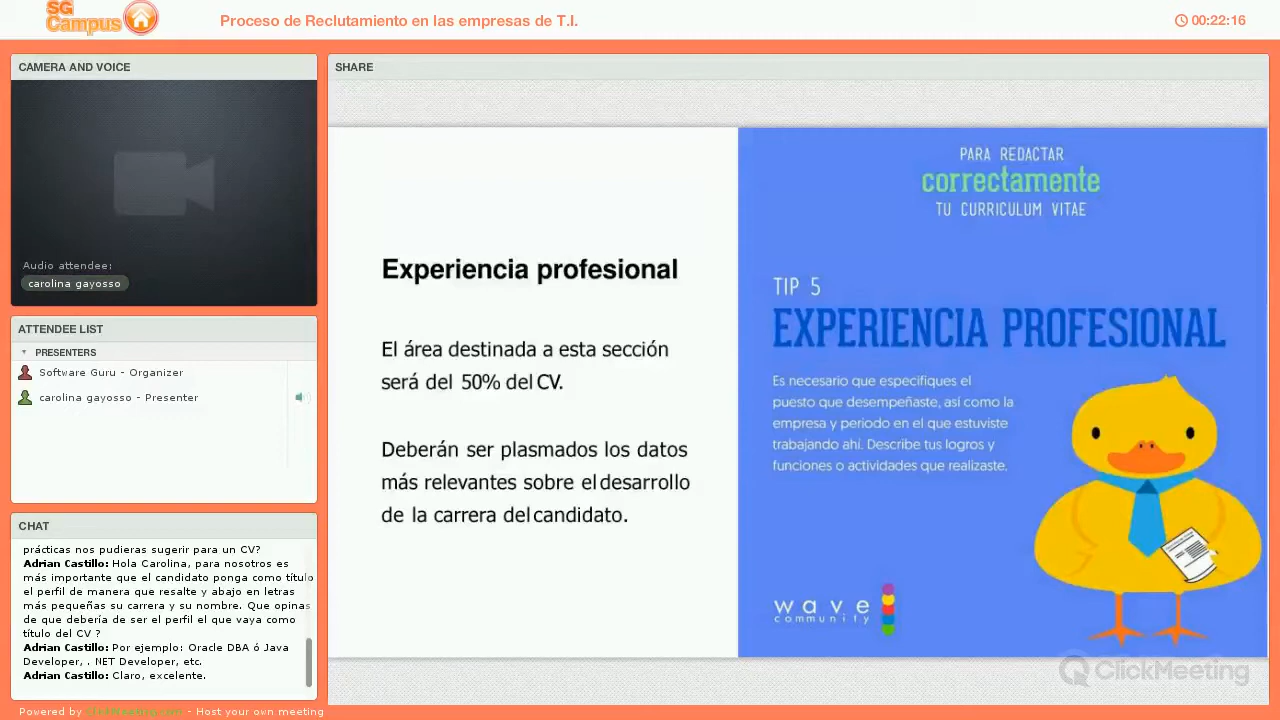 SG
Campus
Proceso de Reclutamiento en las empresas de T.I.
00:22:16
CAMERA AND VOICE
Audio attendee:
carolina gayosso
ATTENDEE LIST
PRESENTERS
Software Guru - Organizer
carolina gayosso - Presenter
CHAT
prácticas nos pudieras sugerir para un CV?
Adrian Castillo: Hola Carolina, para nosotros es
más importante que el candidato ponga como título
el perfil de manera que resalte y abajo en letras
más pequeñas su carrera y su nombre. Que opinas
de que debería de ser el perfil el que vaya como
título del CV ?
Adrian Castillo: Por ejemplo: Oracle DBA ó Java
Developer, . NET Developer, etc.
Adrian Castillo: Claro, excelente.
Powered by ClickMeeting.com - Host your own meeting
SHARE
Experiencia profesional
El área destinada a esta sección
será del 50% del CV.
Deberán ser plasmados los datos
más relevantes sobre el desarrollo
de la carrera del candidato.
PARA REDACTAR
correctamente
TU CURRICULUM VITAE
TIP 5
EXPERIENCIA PROFESIONAL
Es necesario que especifiques el
puesto que desempeñaste, así como la
empresa y periodo en el que estuviste
trabajando ahí. Describe tus logros y
funciones o actividades que realizaste.
wave
community
ClickMeeting